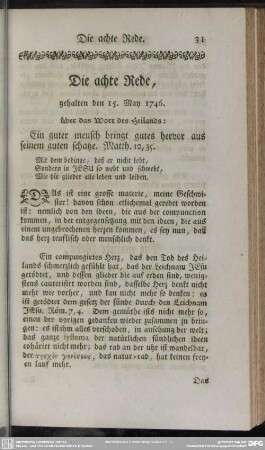 Die achte Rede. 31
Die achte Rede,
gehalten den 15. May 1746.
über das Wort des Heilands:
Ein guter mensch bringt gutes hervor aus
seinem guten schatze. Matth. 12, 35.
Mit dem bedinge, daß er nicht lebt,
Sondern in JESU so webt und schwebt,
Wie die glieder alle leben und leiden.
DAs ist eine grosse materie, meine Geschwi-
ster! davon schon etlichemal geredet worden
ist: nemlich von den ideen, die aus der compunction
kommen, in der entgegensetzung mit den ideen, die aus
einem ungebrochenen herzen kommen, es sey nun, daß
das herz teuflisch oder menschlich denkt.
Ein compungirtes Herz, das den Tod des Hei-
lands schmerzlich gefühlt hat, das der Leichnam JEsu
getödtet, und dessen glieder die auf erden sind, wenig-
stens cauterisirt worden sind, dasselbe Herz denkt nicht
mehr wie vorher, und kan nicht mehr so denken: es
ist getödtet dem gesetz der sünde durch den Leichnam
JEsu, Röm. 7, 4. Dem gemüthe ists nicht mehr so,
einen der vorigen gedanken wieder zusammen zu brin-
gen: es ist ihm alles verschoben, in ansehung der welt;
das ganze systema der natürlichen sündlichen ideen
cohärirt nicht mehr; das rad an der uhr ist wandelbar,
der τροχὸς γενέσεως, das natur-rad, hat keinen frey-
en lauf mehr.
Das